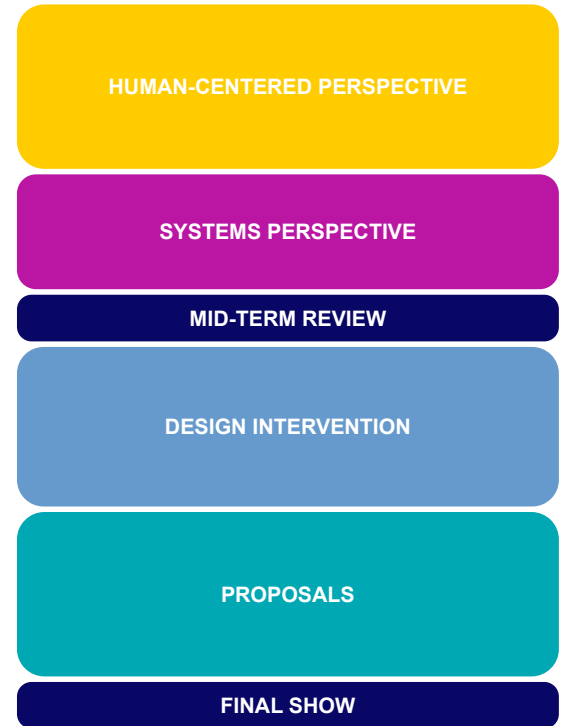 HUMAN-CENTERED PERSPECTIVE
SYSTEMS PERSPECTIVE
MID-TERM REVIEW
DESIGN INTERVENTION
PROPOSALS
FINAL SHOW